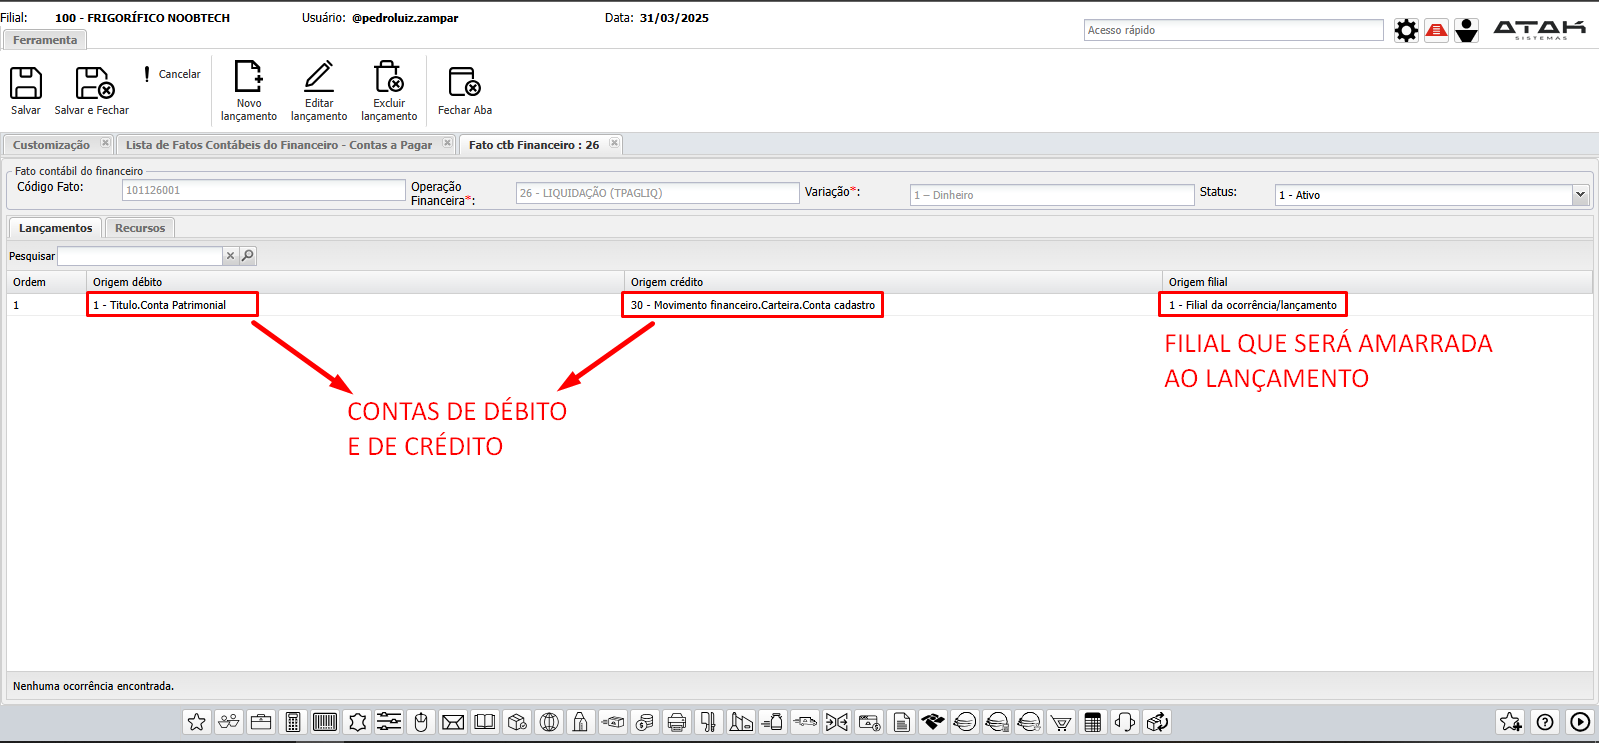 Filial: 100 - FRIGORÍFICO NOOBTECH Usuário: @pedroluiz.zampar Data: 31/03/2025
Acesso rápido
ATAK
SISTEMAS
Ferramenta
Salvar
Salvar e Fechar
Cancelar
Novo
lançamento
Editar
lançamento
Excluir
lançamento
Fechar Aba
Customização
Lista de Fatos Contábeis do Financeiro - Contas a Pagar
Fato ctb Financeiro : 26
Fato contábil do financeiro
Código Fato: 101126001
Operação
Financeira*: 26 - LIQUIDAÇÃO (TPAGLIQ)
Variação*: 1 – Dinheiro
Status: 1 - Ativo
Lançamentos Recursos
Pesquisar
Ordem Origem débito Origem crédito Origem filial
1 1 - Titulo.Conta Patrimonial 30 - Movimento financeiro.Carteira.Conta cadastro 1 - Filial da ocorrência/lançamento
FILIAL QUE SERÁ AMARRADA
AO LANÇAMENTO
CONTAS DE DÉBITO
E DE CRÉDITO
Nenhuma ocorrência encontrada.